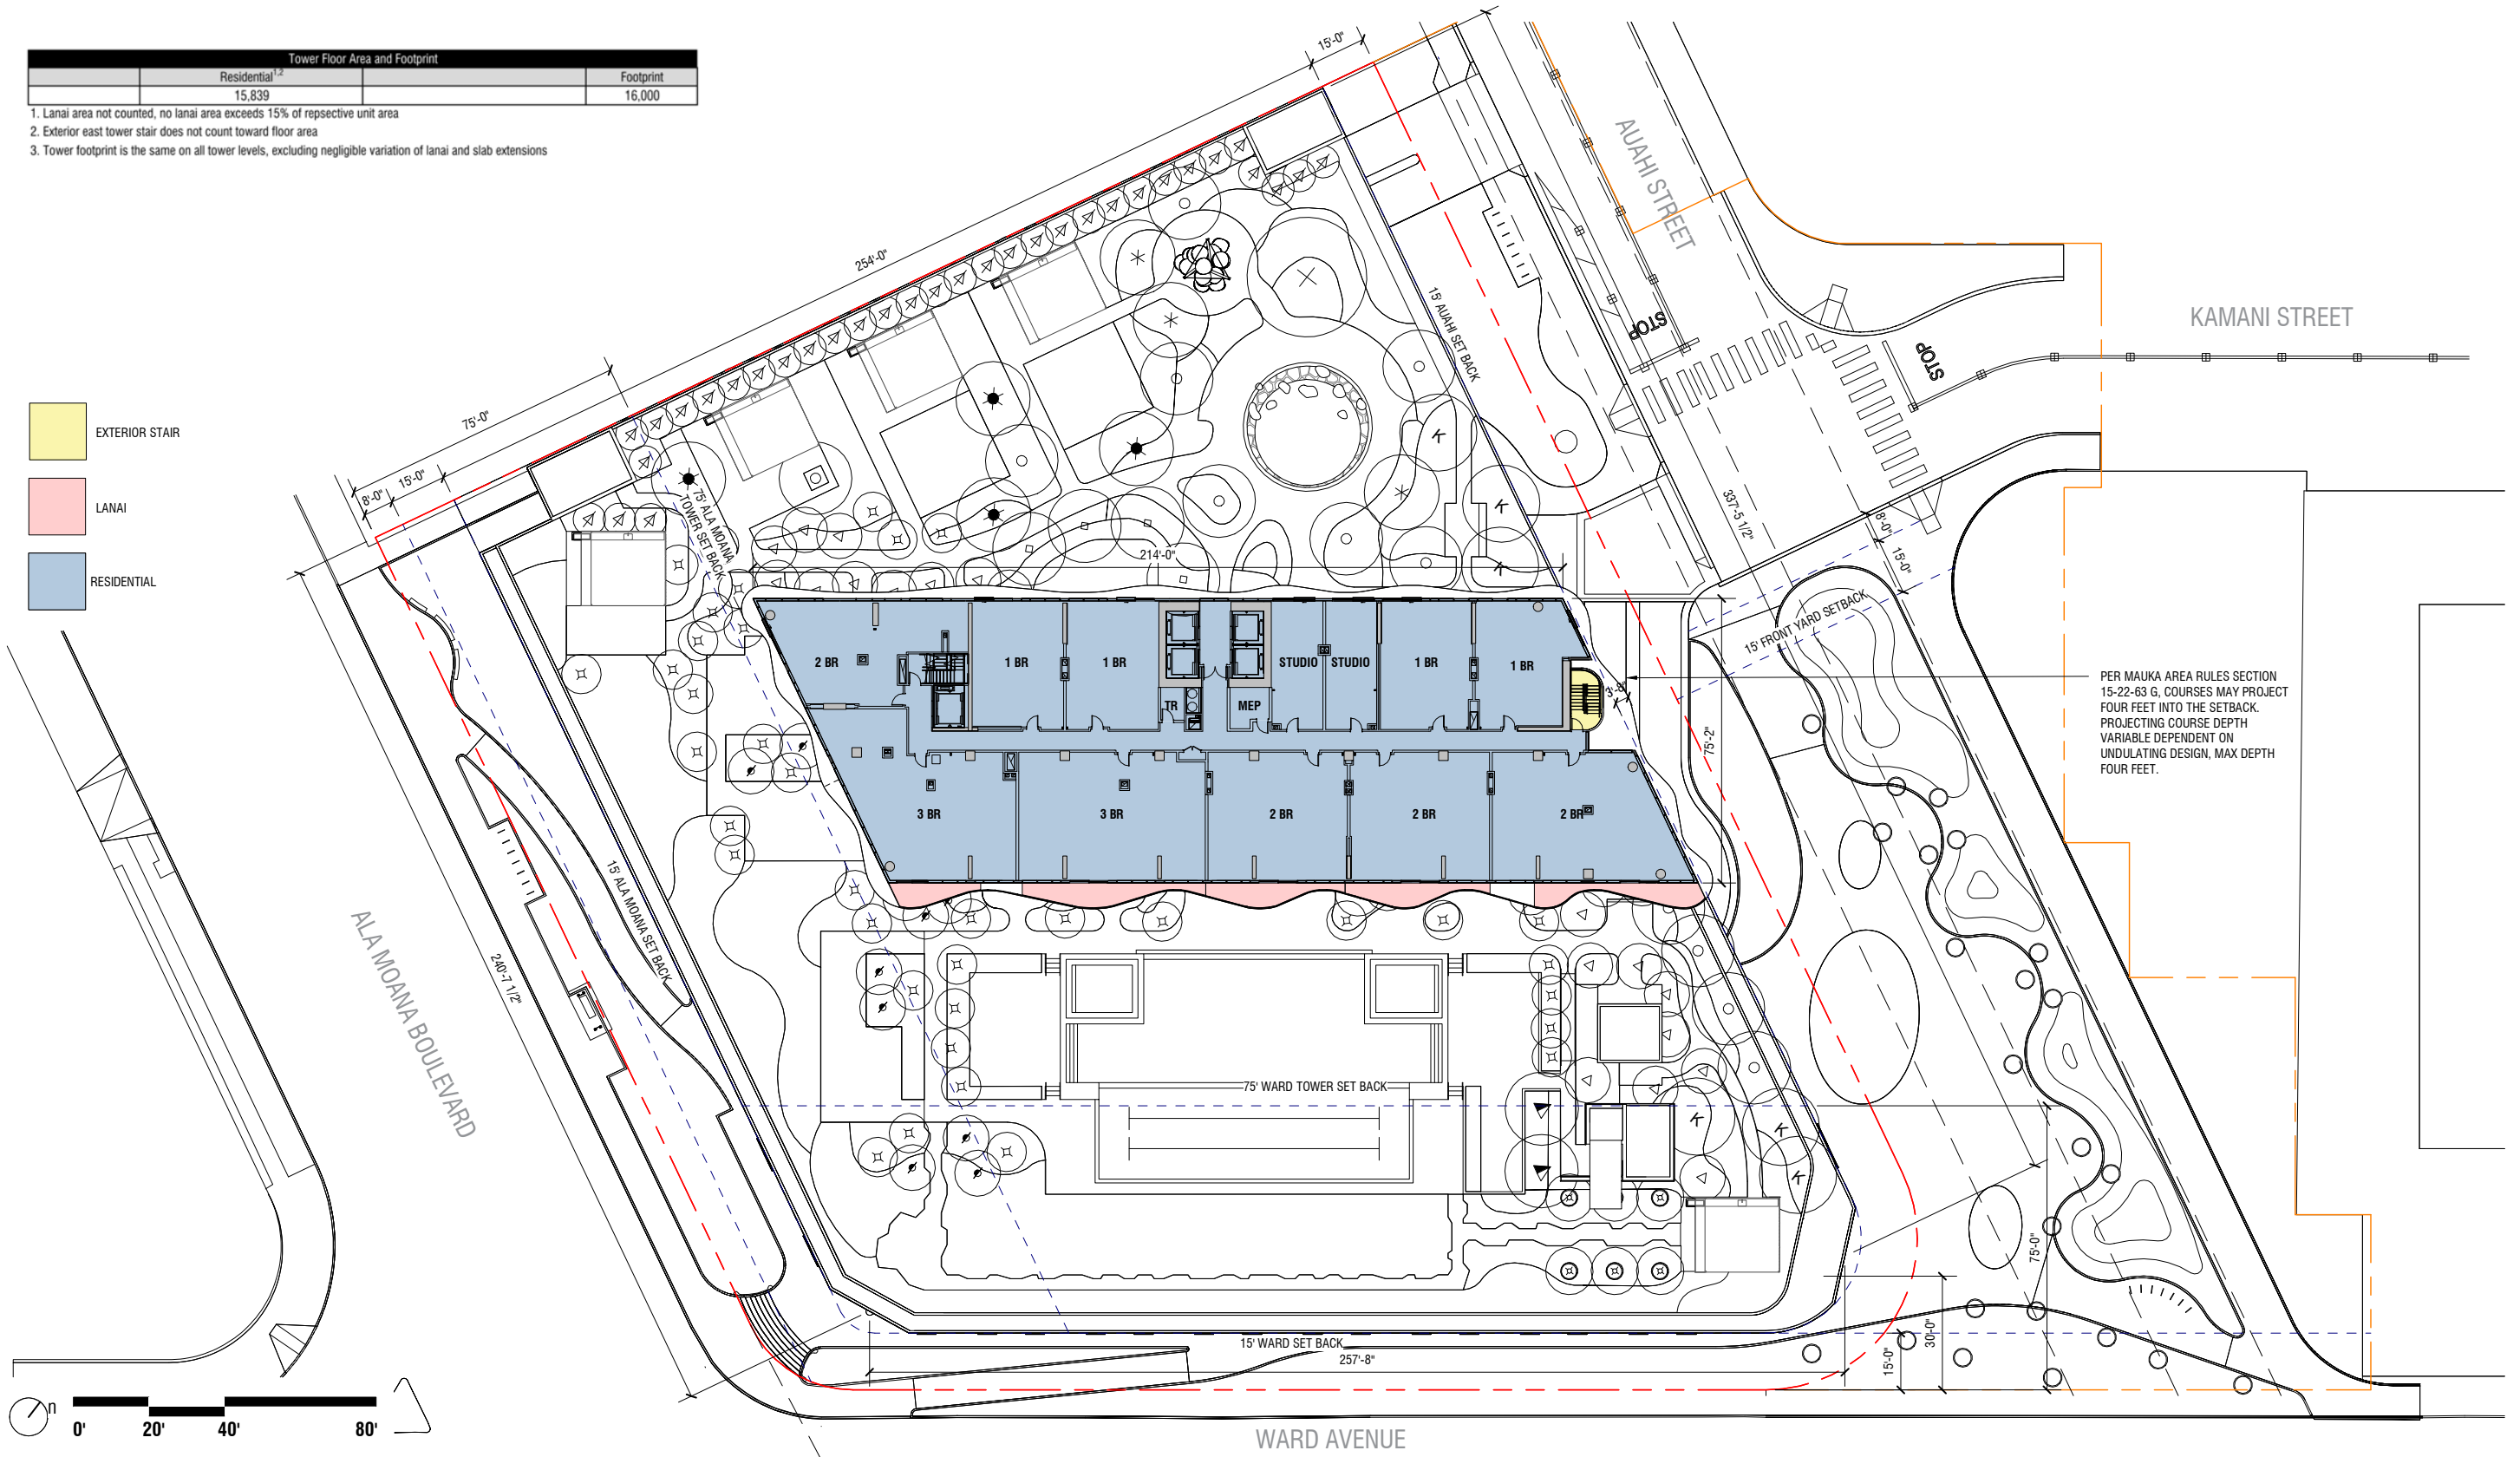 Tower Floor Area and Footprint
Residential1,2 Footprint
15,839 16,000
1. Lanai area not counted, no lanai area exceeds 15% of repsective unit area
2. Exterior east tower stair does not count toward floor area
3. Tower footprint is the same on all tower levels, excluding negligible variation of lanai and slab extensions
EXTERIOR STAIR
LANAI
RESIDENTIAL
15'-0"
254'-0"
75'-0"
8'-0"
15'-0"
AUAHI STREET
KAMANI STREET
STOP
STOP
15' AUAHI SET BACK
75' ALA MOANA
TOWER SET BACK
337'-5 1/2"
8'-0"
15'-0"
214'-0"
15' FRONT YARD SETBACK
2 BR
1 BR
1 BR
STUDIO
STUDIO
1 BR
1 BR
TR
MEP
3'-8"
75'-2"
3 BR
3 BR
2 BR
2 BR
2 BR
PER MAUKA AREA RULES SECTION
15-22-63 G, COURSES MAY PROJECT
FOUR FEET INTO THE SETBACK.
PROJECTING COURSE DEPTH
VARIABLE DEPENDENT ON
UNDULATING DESIGN, MAX DEPTH
FOUR FEET.
15' ALA MOANA SET BACK
240'-7 1/2"
ALA MOANA BOULEVARD
75' WARD TOWER SET BACK
K
K
K
K
K
K
75'-0"
30'-0"
15'-0"
15' WARD SET BACK
257'-8"
WARD AVENUE
n
0' 20' 40' 80'